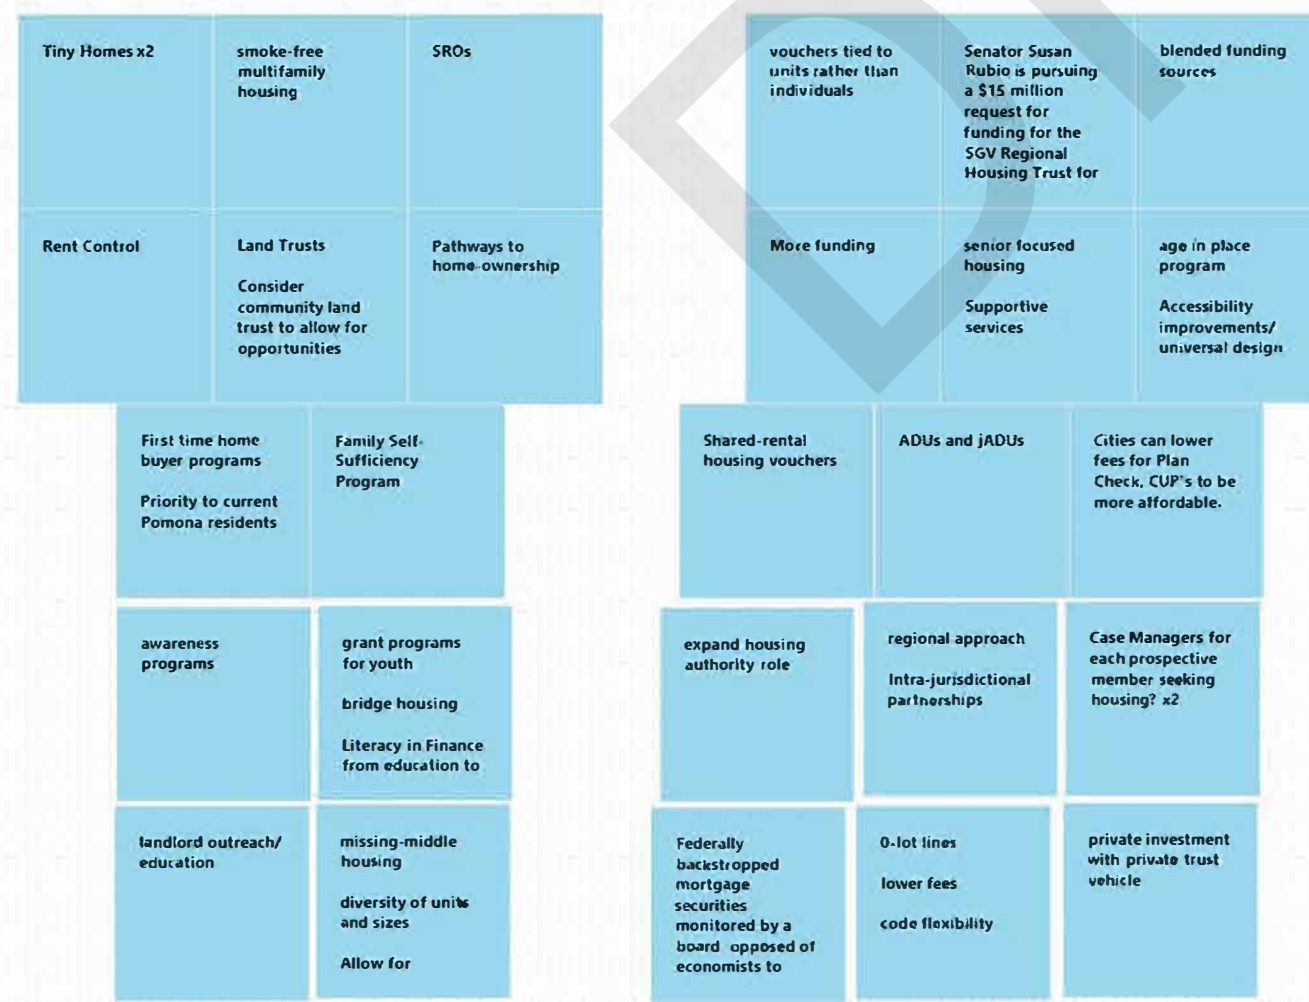 Tiny Homes x2
smoke-free
multifamily
housing
SROs
Rent Control
Land Trusts
Consider
community land
trust to allow for
opportunities
Pathways to
home-ownership
First time home
buyer programs
Priority to current
Pomona residents
Family Self-
Sufficiency
Program
awareness
programs
grant programs
for youth
bridge housing
Literacy in Finance
from education to
landlord outreach/
education
missing-middle
housing
diversity of units
and sizes
Allow for
vouchers tied to
units rather than
individuals
Senator Susan
Rubio is pursuing
a $15 million
request for
funding for the
SGV Regional
Housing Trust for
blended funding
sources
More funding
senior focused
housing
Supportive
services
age in place
program
Accessibility
improvements/
universal design
Shared-rental
housing vouchers
ADUs and jADUs
Cities can lower
fees for Plan
Check, CUP's to be
more affordable.
expand housing
authority role
regional approach
Intra-jurisdictional
partnerships
Case Managers for
each prospective
member seeking
housing? x2
Federally
backstropped
mortgage
securities
monitored by a
board opposed of
economists to
0-lot lines
lower fees
code flexibility
private investment
with private trust
vehicle